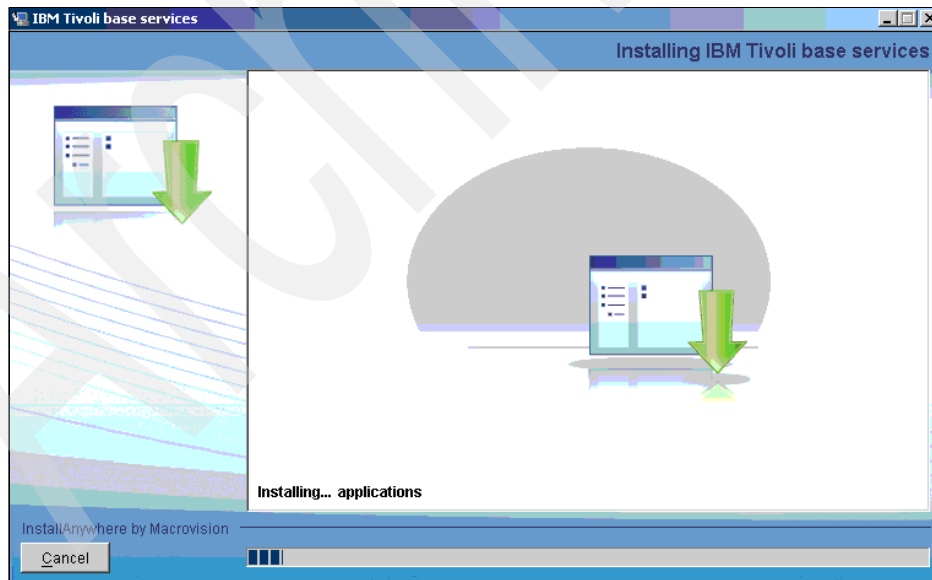 IBM Tivoli base services
Installing IBM Tivoli base services
Installing... applications
InstallAnywhere by Macrovision
Cancel